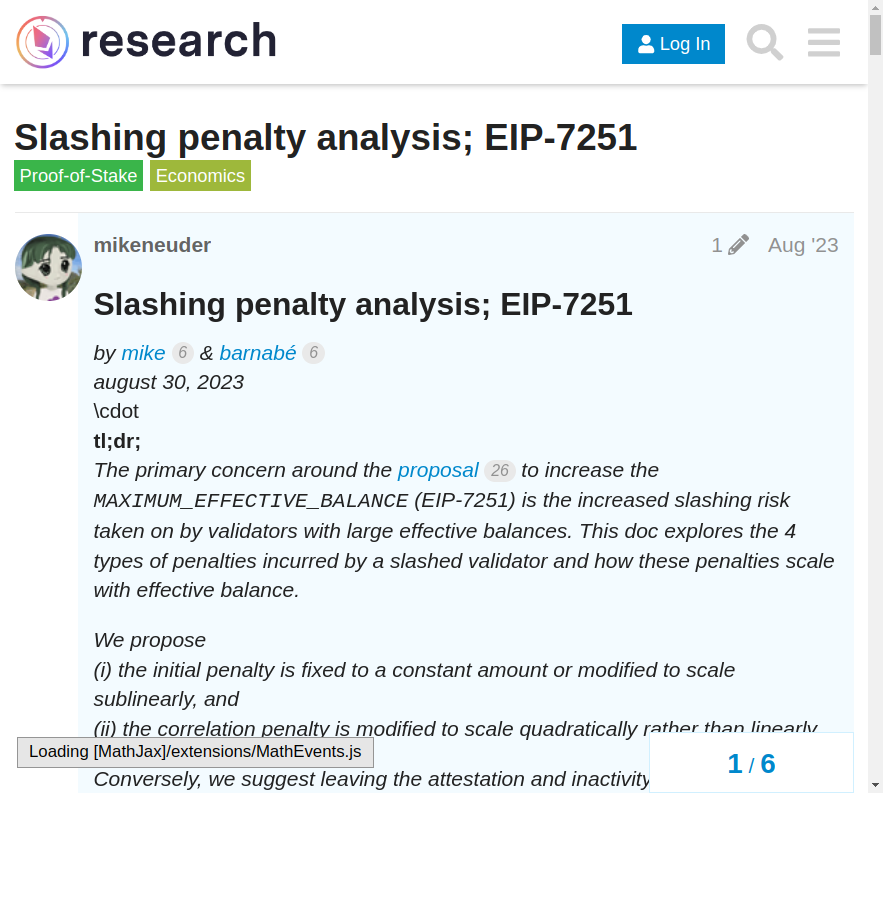 research
Log In
Slashing penalty analysis; EIP-7251
Proof-of-Stake Economics
mikeneuder 1 Aug '23
Slashing penalty analysis; EIP-7251
by mike 6 & barnabé 6
august 30, 2023
\cdot
tl;dr;
The primary concern around the proposal 26 to increase the
MAXIMUM_EFFECTIVE_BALANCE (EIP-7251) is the increased slashing risk
taken on by validators with large effective balances. This doc explores the 4
types of penalties incurred by a slashed validator and how these penalties scale
with effective balance.
We propose
(i) the initial penalty is fixed to a constant amount or modified to scale
sublinearly, and
(ii) the correlation penalty is modified to scale quadratically rather than linearly
Loading [MathJax]/extensions/MathEvents.js
Conversely, we suggest leaving the attestation and inactivity
1 / 6